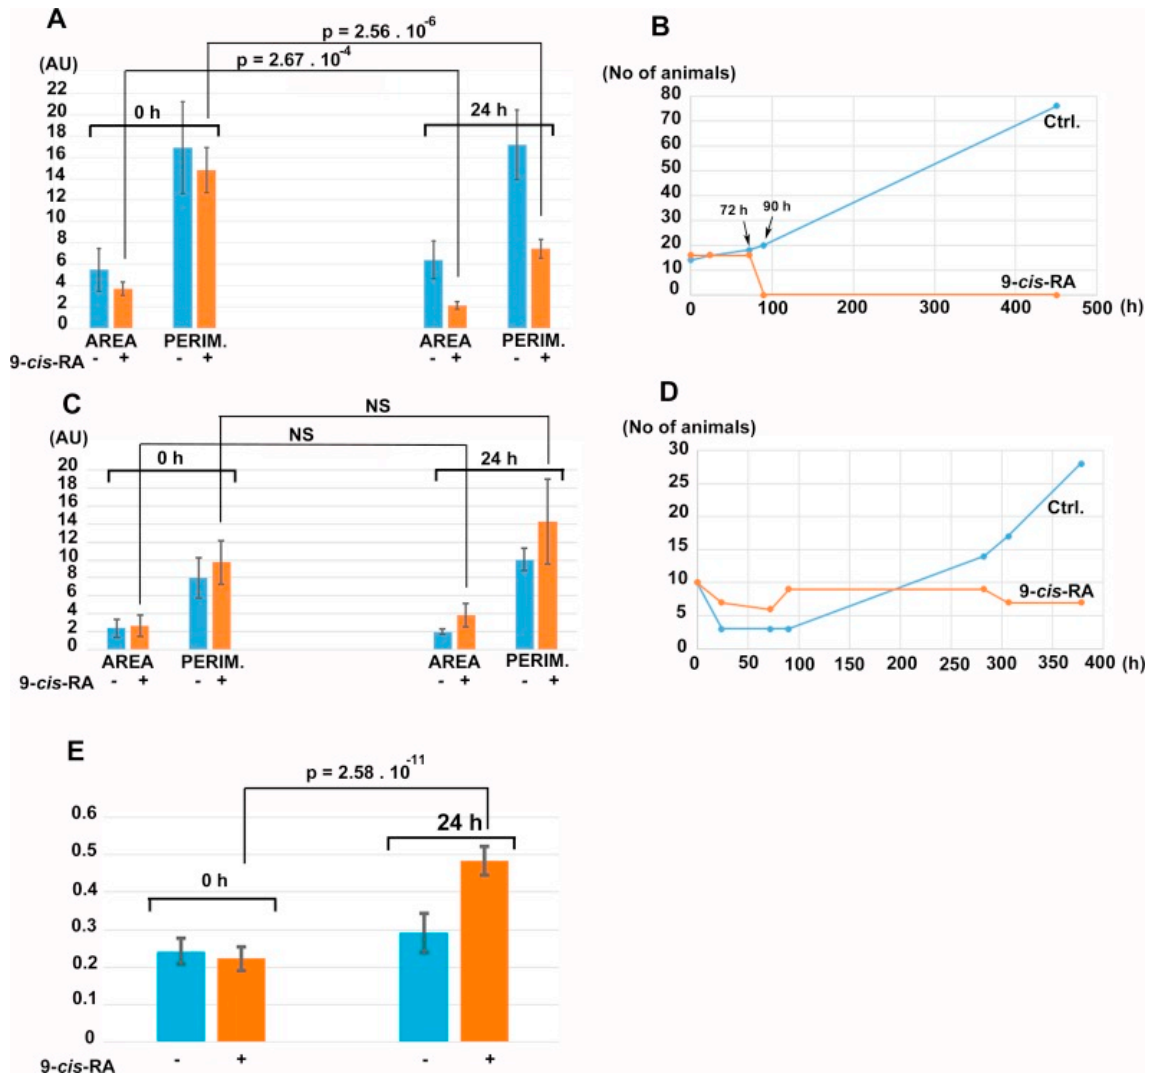 A
p = 2.56 . 10-6
p = 2.67 . 10-4
(AU)
0 h
24 h
22
20
18
16
14
12
10
8
6
4
2
0
AREA PERIM. AREA PERIM.
9-cis-RA - + - + - + - +
B
(No of animals)
80
70
60
50
40
30
20
10
0
Ctrl.
72 h
90 h
9-cis-RA
0 100 200 300 400 500 (h)
C
NS
NS
(AU)
0 h
24 h
20
18
16
14
12
10
8
6
4
2
0
AREA PERIM. AREA PERIM.
9-cis-RA - + - + - + - +
D
(No of animals)
30
25
20
15
10
5
0
Ctrl.
9-cis-RA
0 50 100 150 200 250 300 350 400 (h)
E
p = 2.58 . 10-11
24 h
0 h
0.6
0.5
0.4
0.3
0.2
0.1
0
9-cis-RA - + - +